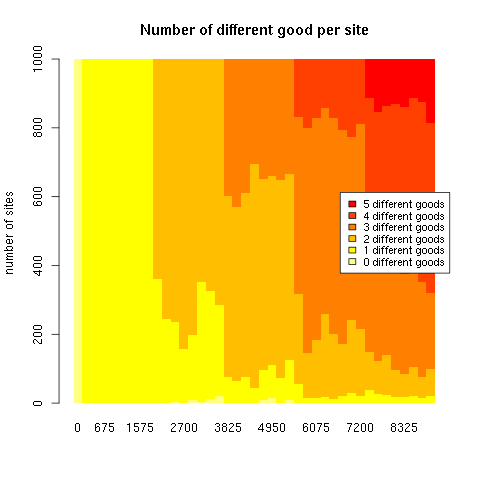 Number of different good per site
number of sites
1000
800
600
400
200
0
5 different goods
4 different goods
3 different goods
2 different goods
1 different goods
0 different goods
0 675 1575 2700 3825 4950 6075 7200 8325